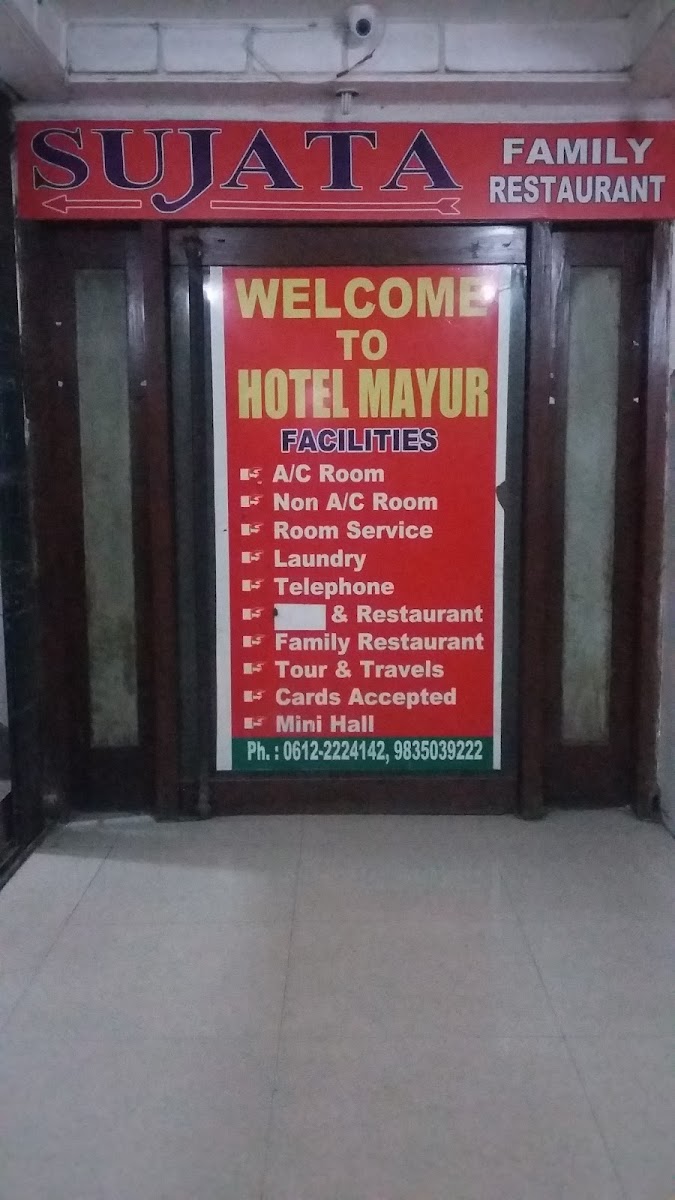 SUJATA
FAMILY
RESTAURANT
WELCOME
TO
HOTEL MAYUR
FACILITIES
A/C Room
Non A/C Room
Room Service
Laundry
Telephone
& Restaurant
Family Restaurant
Tour & Travels
Cards Accepted
Mini Hall
Ph. : 0612-2224142, 9835039222